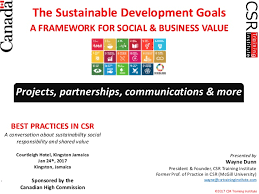 Canada
The Sustainable Development Goals
A FRAMEWORK FOR SOCIAL & BUSINESS VALUE
CSR
Training
Institute
Projects, partnerships, communications & more
BEST PRACTICES IN CSR
A conversation about sustainability social
responsibility and shared value
Courtleigh Hotel, Kingston Jamaica
Jan 24th, 2017
Kingston, Jamaica
Sponsored by the
Canadian High Commission
Presented by
Wayne Dunn
President & Founder, CSR Training Institute
Former Prof. of Practice in CSR (McGill University)
©2017 CSR Training Institute